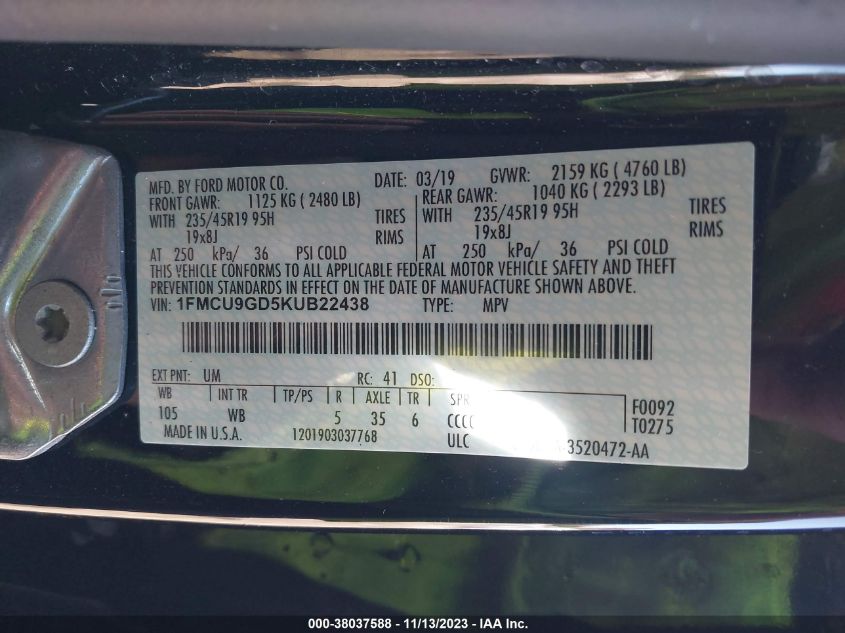 MFD. BY FORD MOTOR CO. DATE: 03/19 GVWR: 2159 KG ( 4760 LB)
FRONT GAWR: 1125 KG ( 2480 LB) REAR GAWR: 1040 KG ( 2293 LB)
WITH 235/45R19 95H TIRES WITH 235/45R19 95H TIRES
19x8J RIMS 19x8J RIMS
AT 250 kPa/ 36 PSI COLD AT 250 kPa/ 36 PSI COLD
THIS VEHICLE CONFORMS TO ALL APPLICABLE FEDERAL MOTOR VEHICLE SAFETY AND THEFT
PREVENTION STANDARDS IN EFFECT ON THE DATE OF MANUFACTURE SHOWN ABOVE.
VIN: 1FMCU9GD5KUB22438 TYPE: MPV
EXT PNT: UM RC: 41 DSO:
WB INT TR TP/PS R AXLE TR SPR F0092
105 WB 5 35 6 CCCC T0275
MADE IN U.S.A. 1201903037768 ULC 3520472-AA
000-38037588 — 11/13/2023 — IAA Inc.